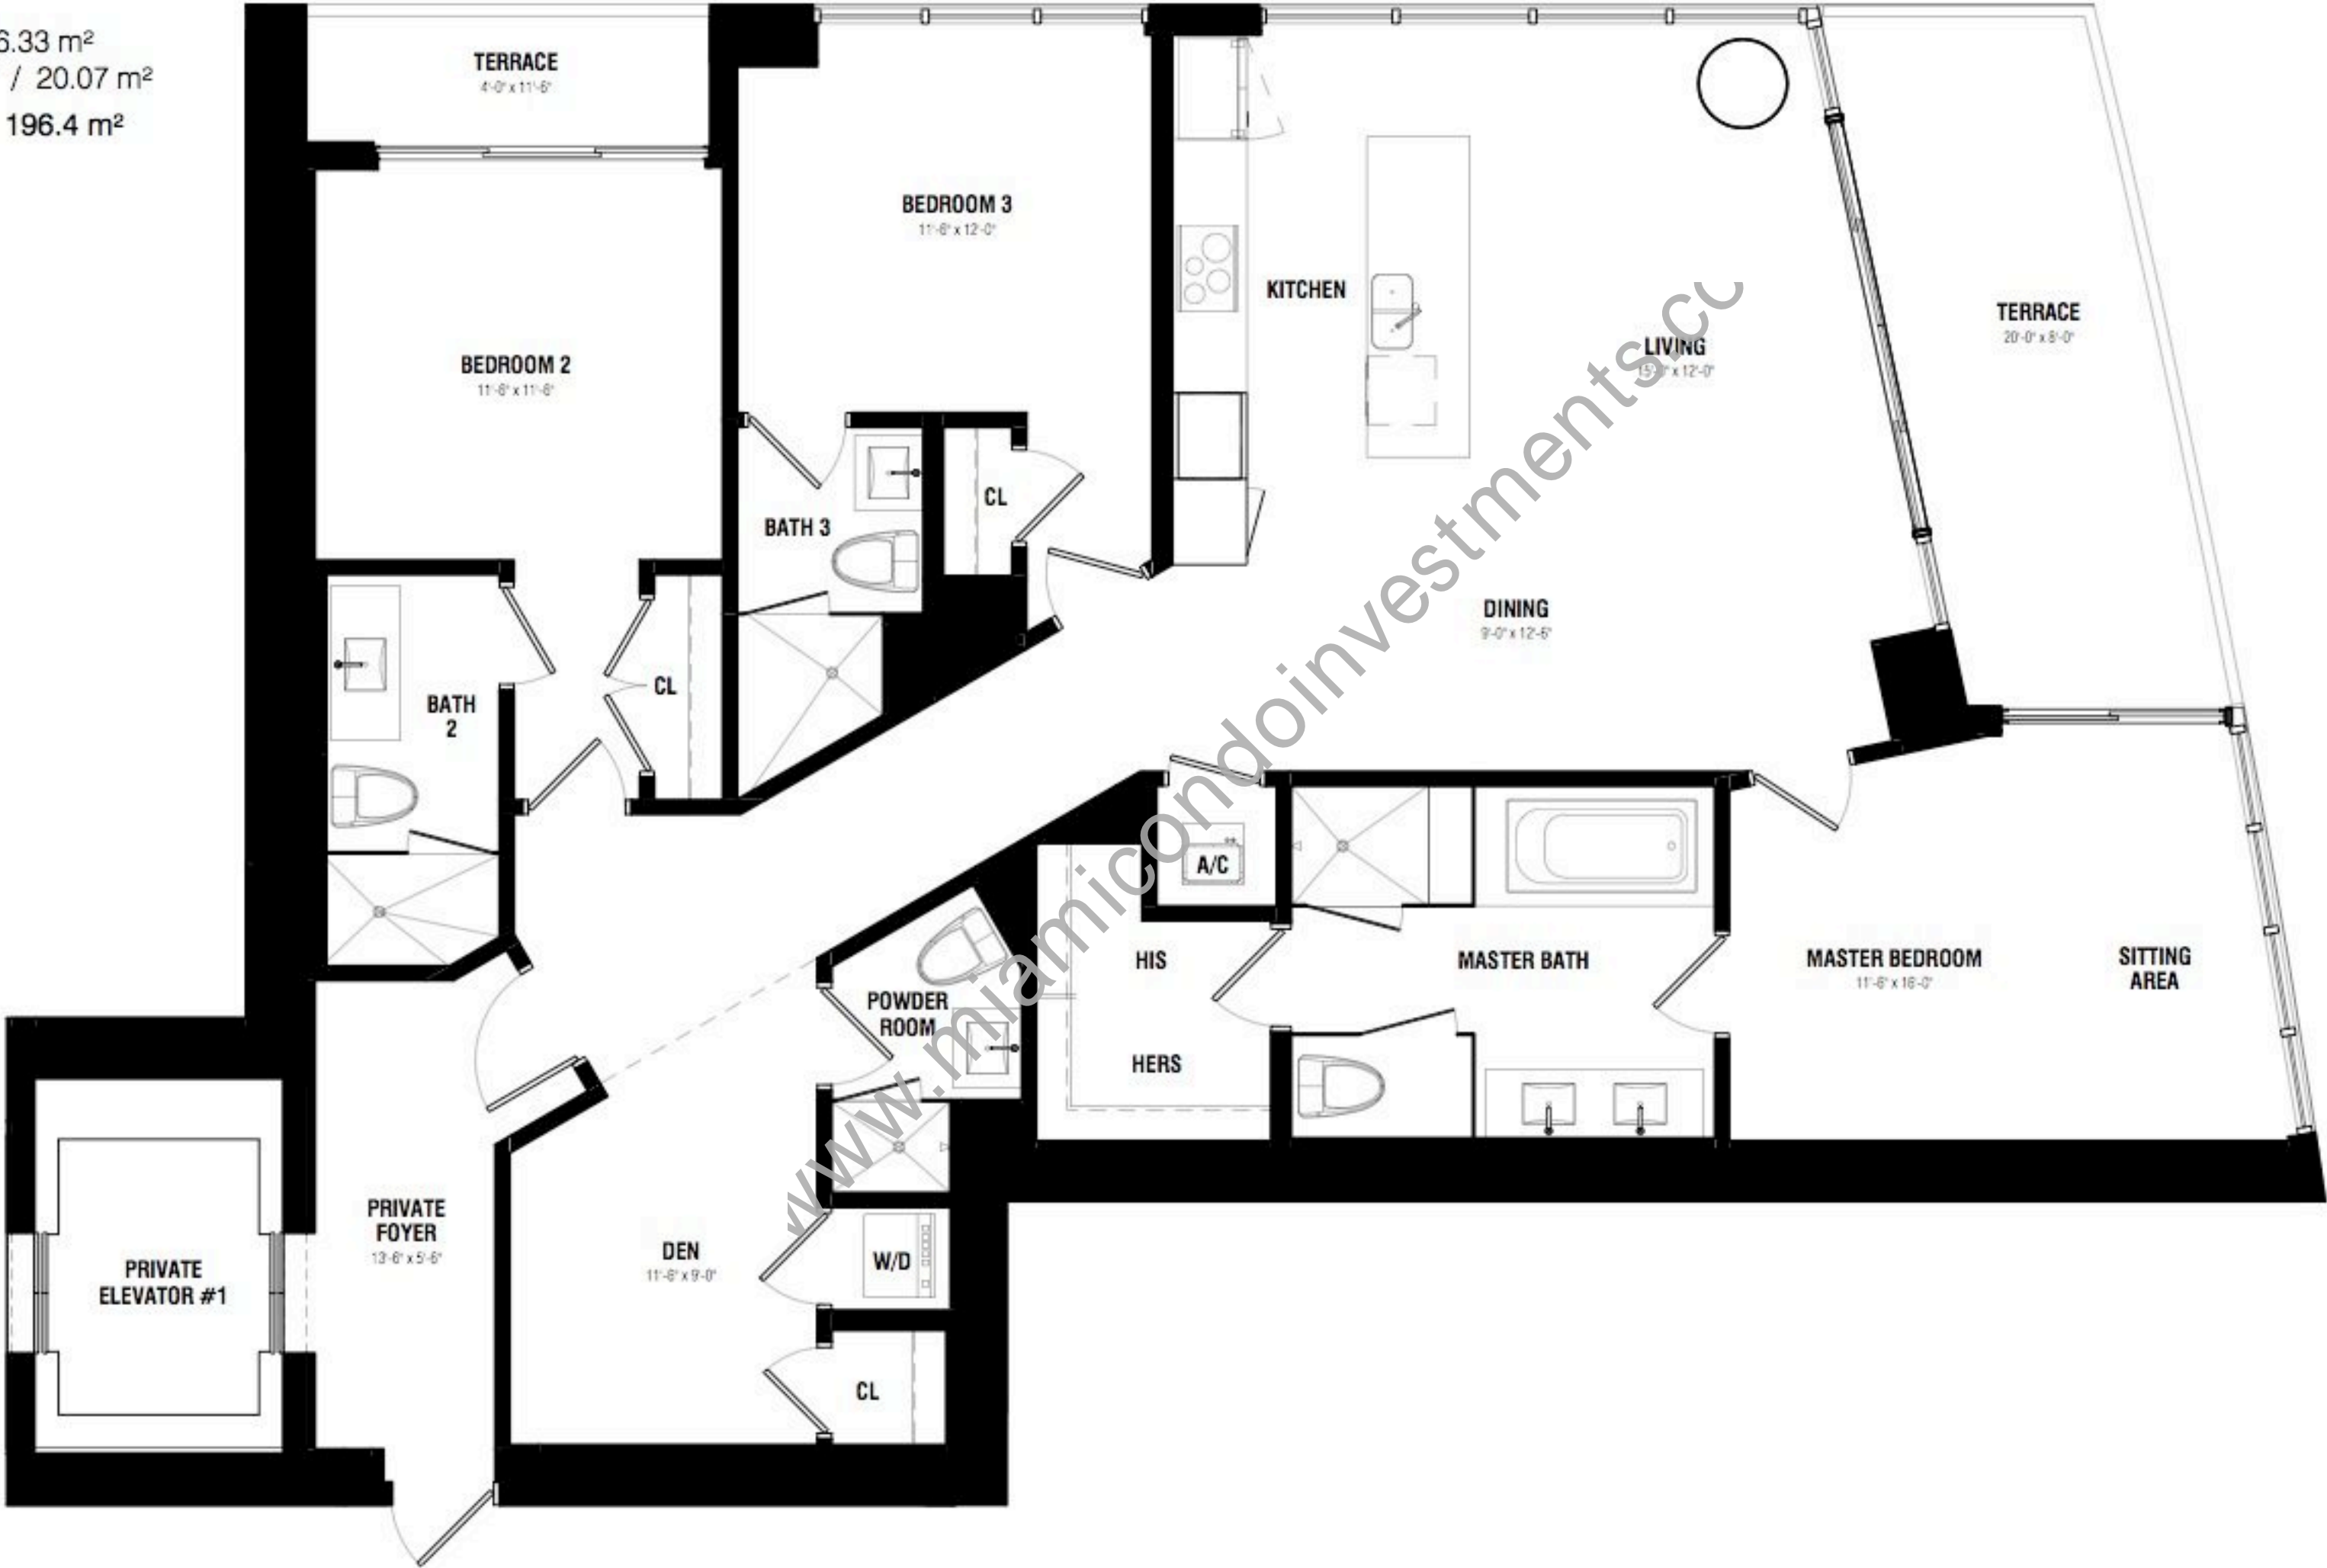 6.33 m²
/ 20.07 m²
196.4 m²
TERRACE
4'-0" x 11'-6"
BEDROOM 3
11'-6" x 12'-0"
KITCHEN
TERRACE
20'-0" x 8'-0"
LIVING
x 12'-0"
BEDROOM 2
11'-6" x 11'-6"
CL
BATH 3
DINING
9'-0" x 12'-6"
CL
BATH
2
A/C
HIS
MASTER BATH
MASTER BEDROOM
11'-6" x 16'-0"
SITTING
AREA
POWDER
ROOM
HERS
PRIVATE
FOYER
13'-6" x 5'-6"
DEN
11'-6" x 9'-0"
W/D
PRIVATE
ELEVATOR #1
CL
www.miamicondoinvestments.co